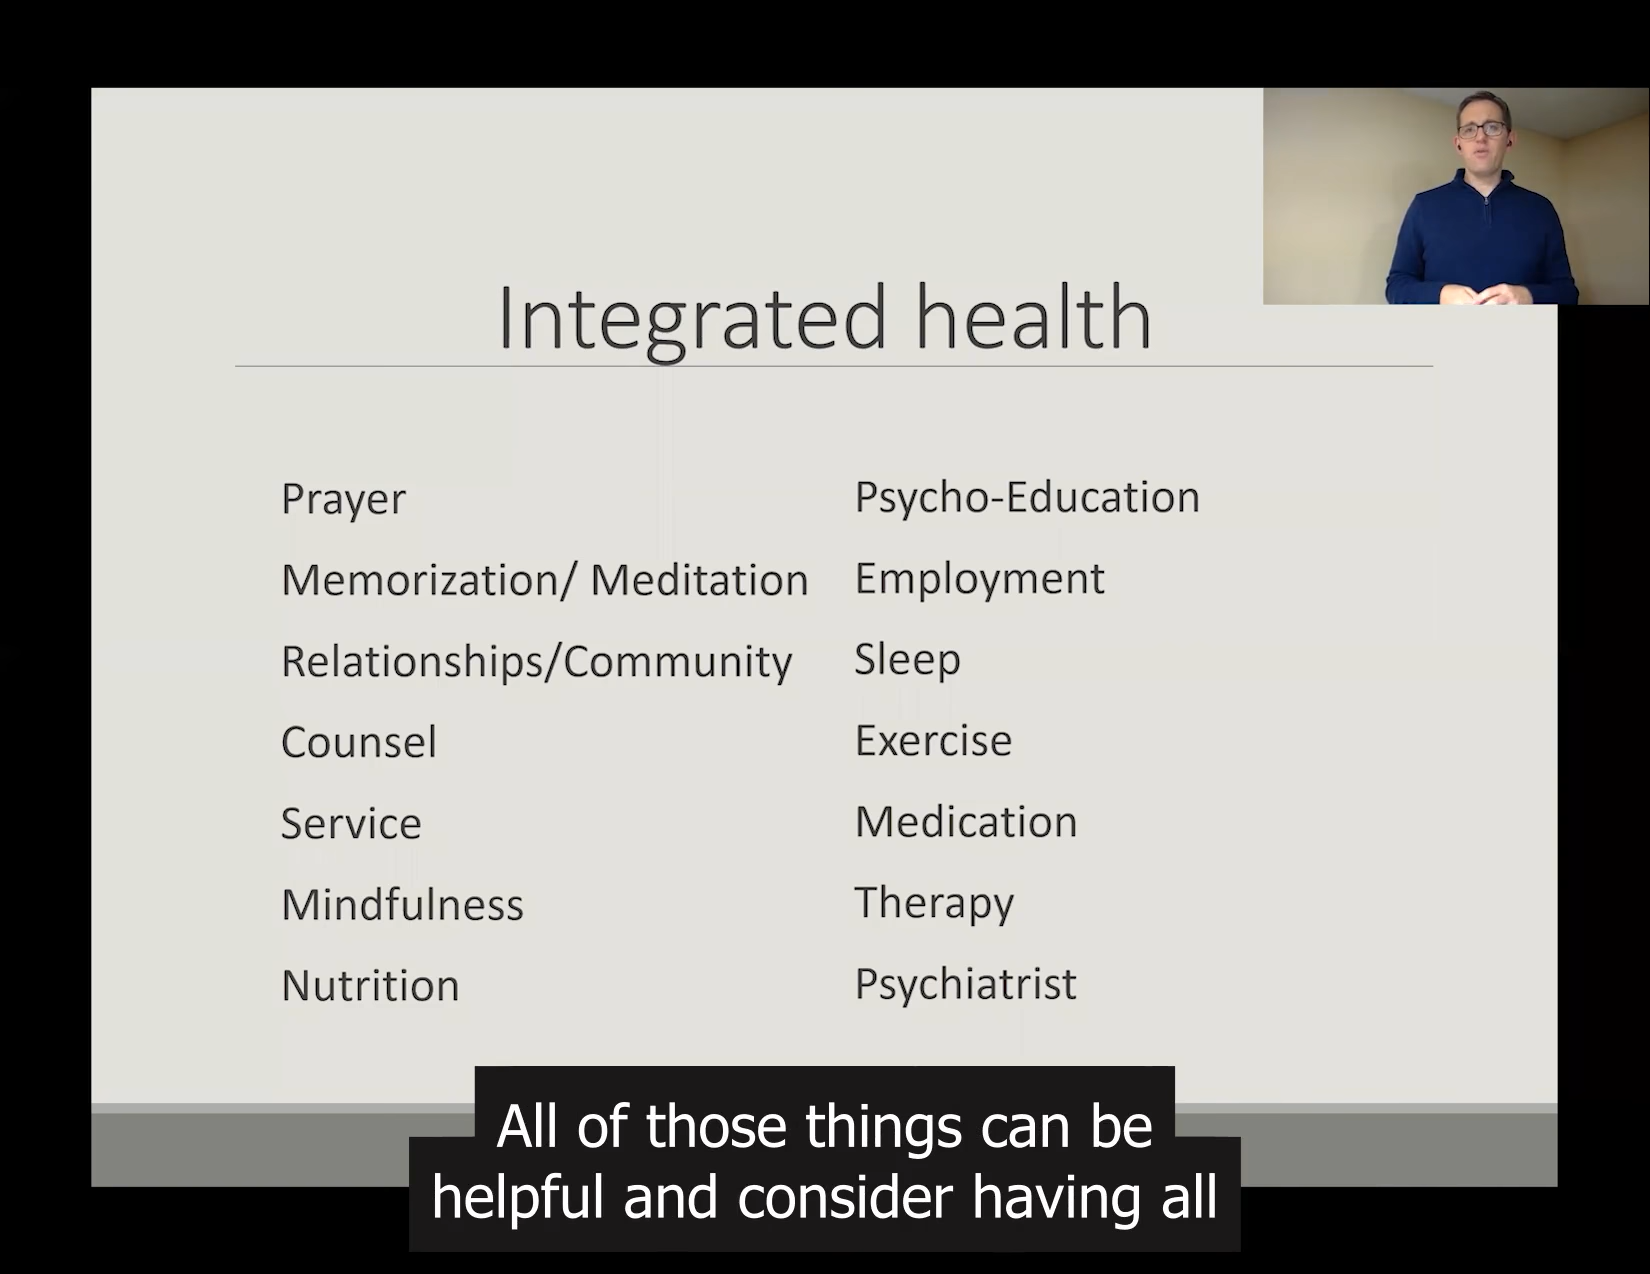 Integrated health
Prayer
Memorization/ Meditation
Relationships/Community
Counsel
Service
Mindfulness
Nutrition
Psycho-Education
Employment
Sleep
Exercise
Medication
Therapy
Psychiatrist
All of those things can be
helpful and consider having all